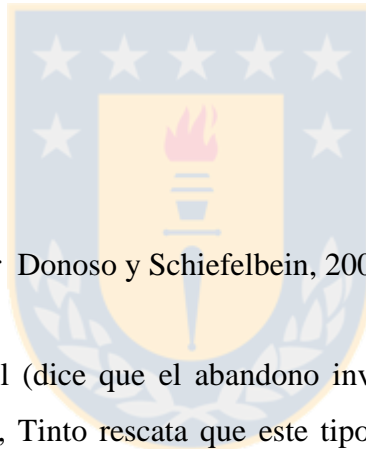 Donoso y Schiefelbein, 200
l (dice que el abandono inv
, Tinto rescata que este tipo